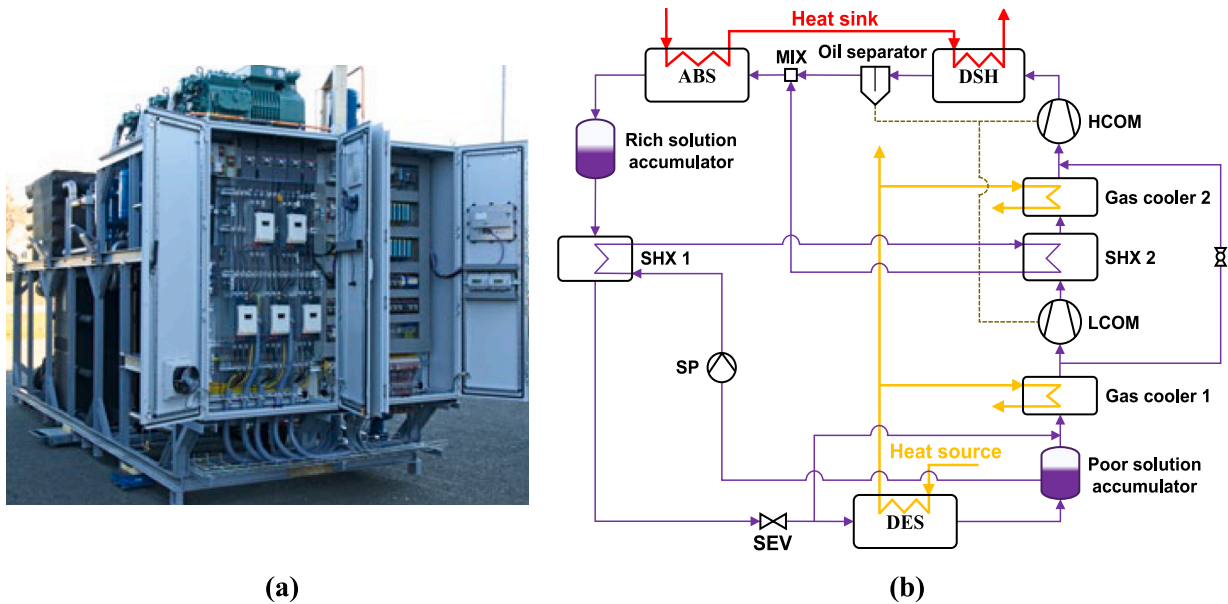 Heat sink
Oil separator
MIX
ABS
DSH
HCOM
Rich solution
accumulator
Gas cooler 2
SHX 1
SHX 2
LCOM
SP
Gas cooler 1
Heat source
Poor solution
accumulator
DES
SEV
(a)
(b)